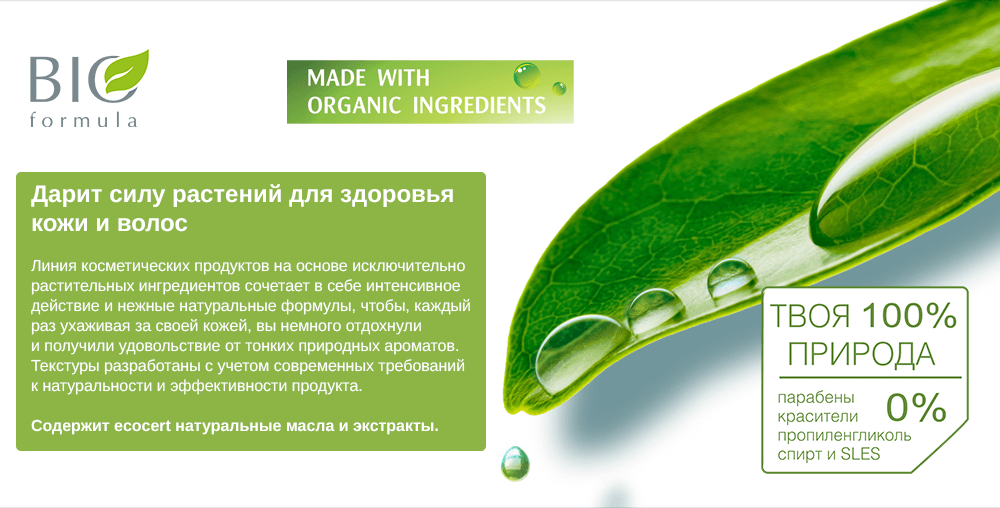 BIO
formula
MADE WITH
ORGANIC INGREDIENTS
Дарит силу растений для здоровья
кожи и волос
Линия косметических продуктов на основе исключительно
растительных ингредиентов сочетает в себе интенсивное
действие и нежные натуральные формулы, чтобы, каждый
раз ухаживая за своей кожей, вы немного отдохнули
и получили удовольствие от тонких природных ароматов.
Текстуры разработаны с учетом современных требований
к натуральности и эффективности продукта.
Содержит ecocert натуральные масла и экстракты.
ТВОЯ 100%
ПРИРОДА
парабены
красители 0%
пропиленгликоль
спирт и SLES